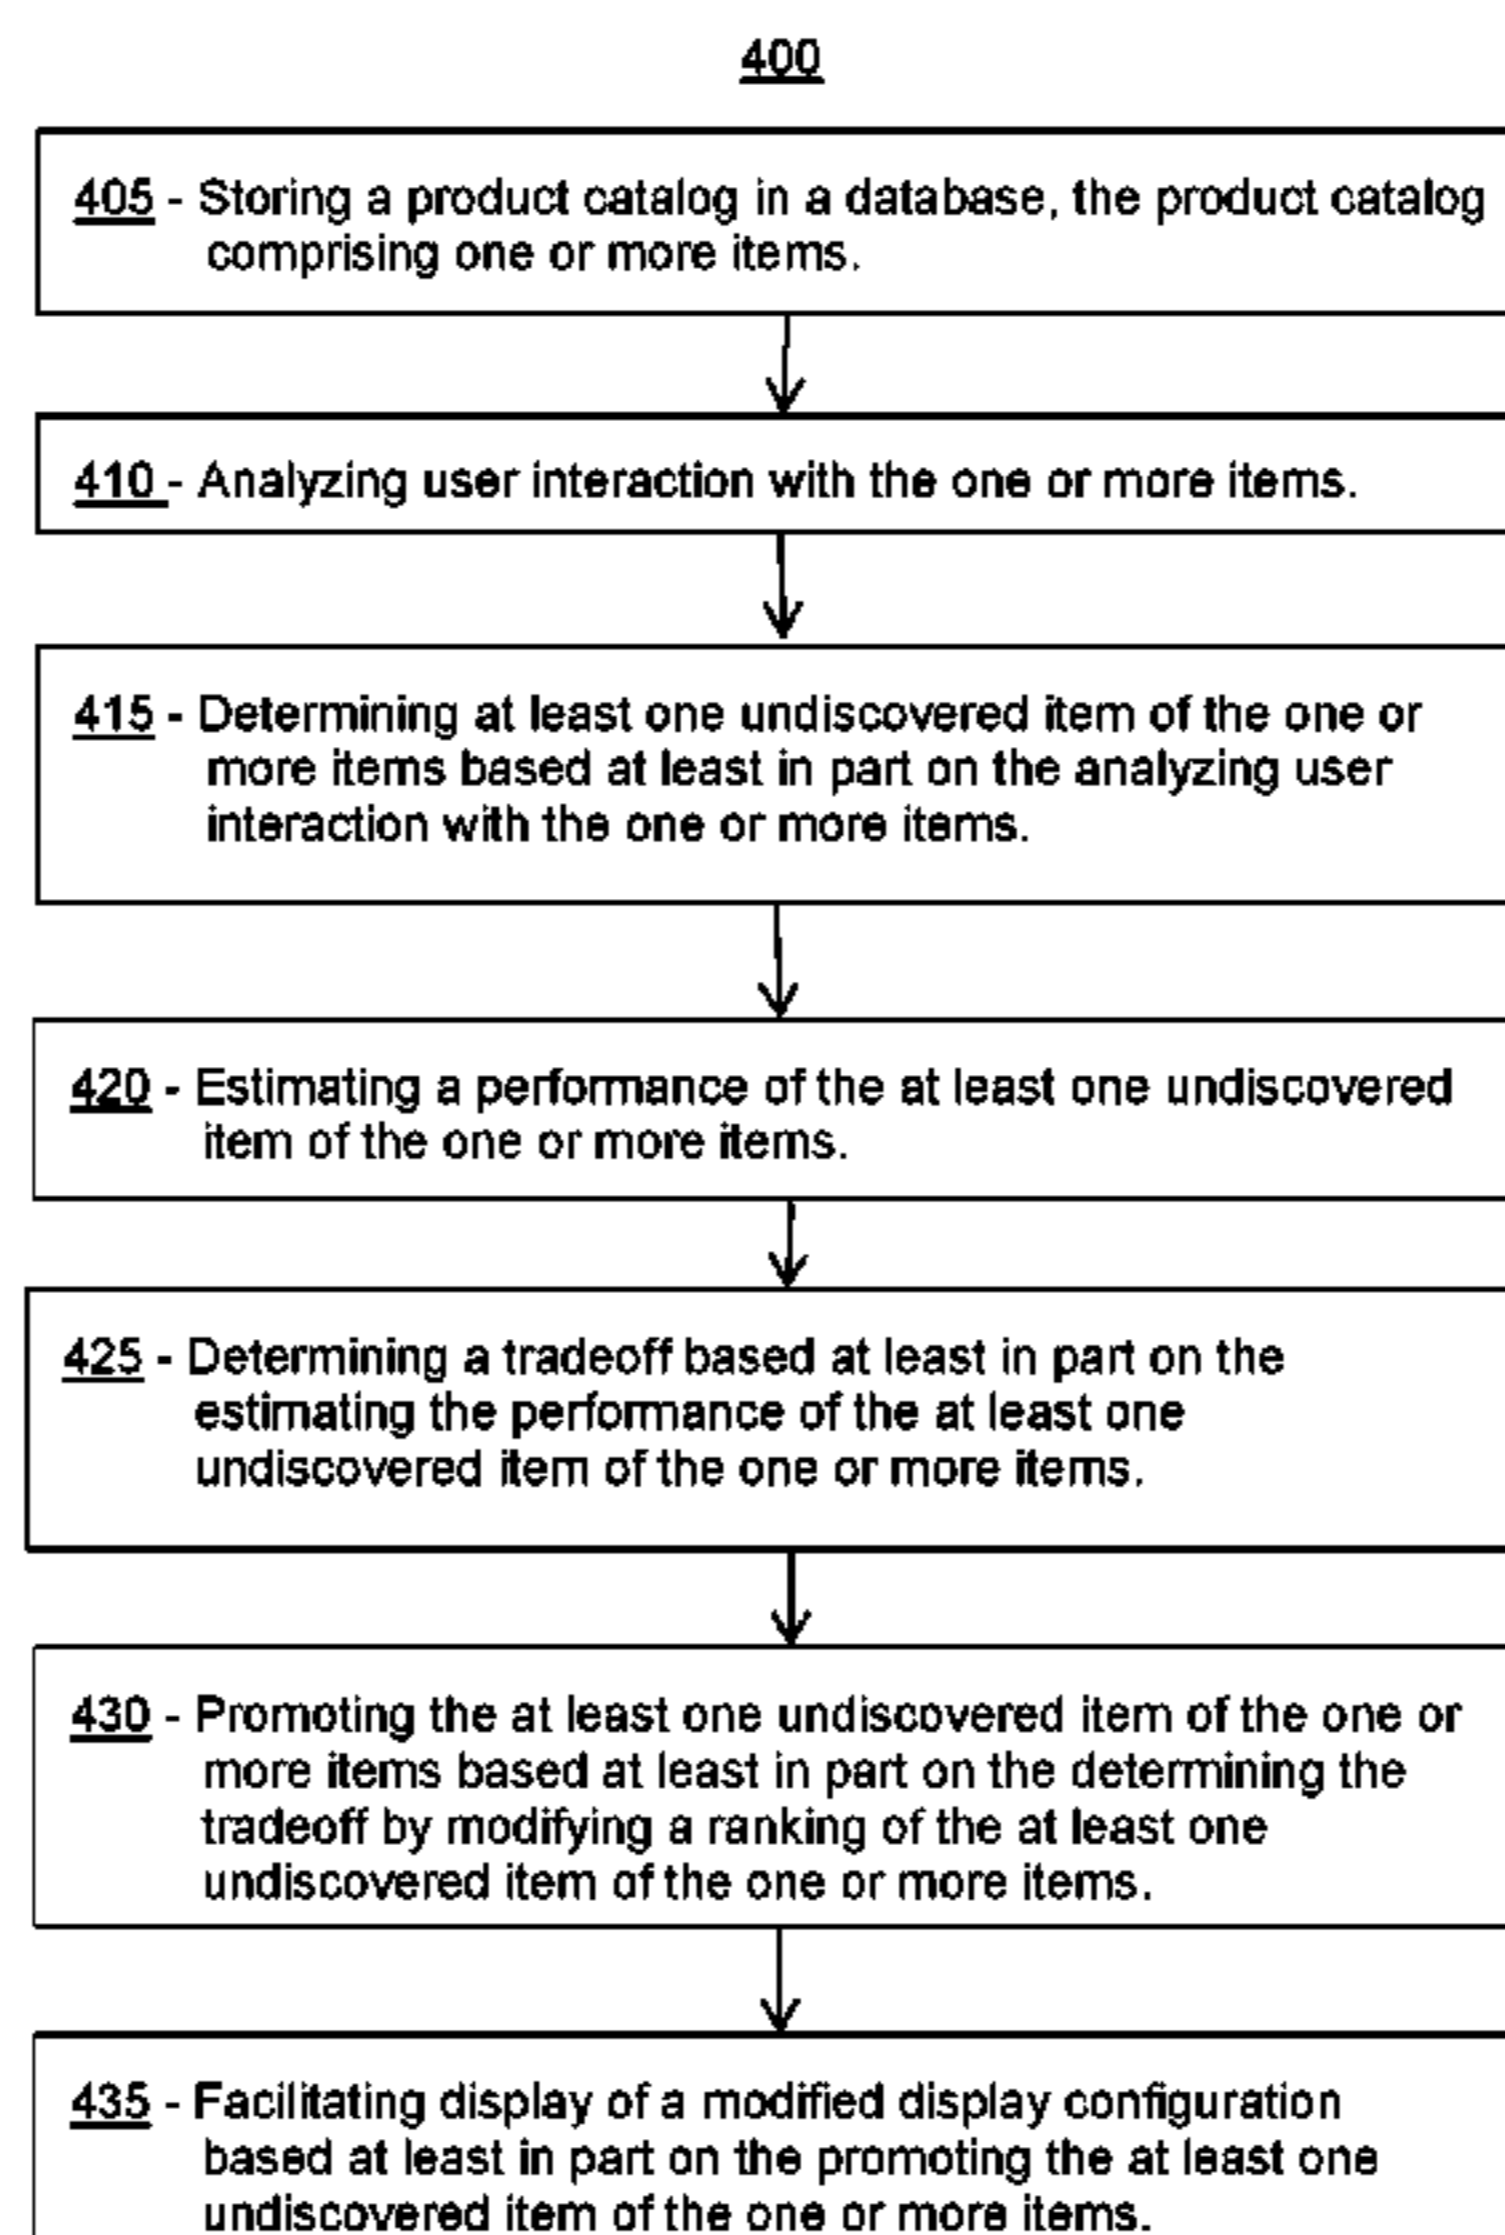 400
405 - Storing a product catalog in a database, the product catalog
comprising one or more items.
410 - Analyzing user interaction with the one or more items.
415 - Determining at least one undiscovered item of the one or
more items based at least in part on the analyzing user
interaction with the one or more items.
420 - Estimating a performance of the at least one undiscovered
item of the one or more items.
425 - Determining a tradeoff based at least in part on the
estimating the performance of the at least one
undiscovered item of the one or more items.
430 - Promoting the at least one undiscovered item of the one or
more items based at least in part on the determining the
tradeoff by modifying a ranking of the at least one
undiscovered item of the one or more items.
435 - Facilitating display of a modified display configuration
based at least in part on the promoting the at least one
undiscovered item of the one or more items.